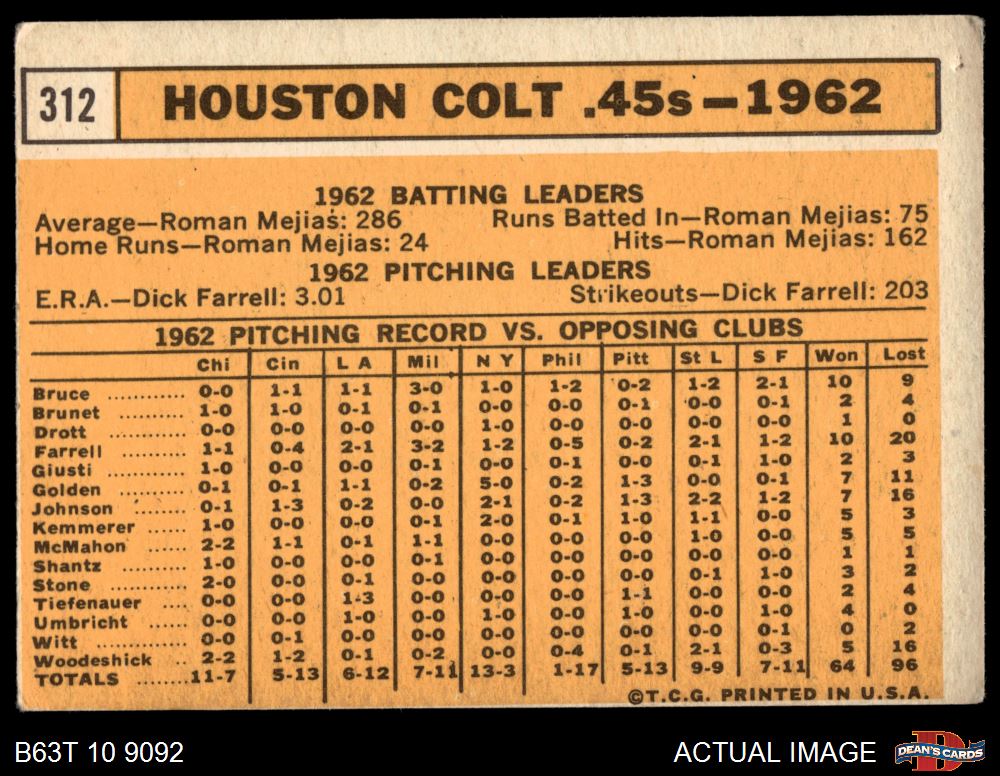 312 HOUSTON COLT .45s—1962
1962 BATTING LEADERS
Average—Roman Mejias: 286 Runs Batted In—Roman Mejias: 75
Home Runs—Roman Mejias: 24 Hits—Roman Mejias: 162
1962 PITCHING LEADERS
E.R.A.—Dick Farrell: 3.01 Strikeouts—Dick Farrell: 203
1962 PITCHING RECORD VS. OPPOSING CLUBS
Chi Cin L A Mil N Y Phil Pitt St L S F Won Lost
Bruce ............ 0-0 1-1 1-1 3-0 1-0 1-2 0-2 1-2 2-1 10 9
Brunet ........... 1-0 1-0 0-1 0-1 0-0 0-0 0-1 0-0 0-1 2 4
Drott ............ 0-0 0-0 0-0 0-0 1-0 0-0 0-0 0-0 0-0 1 0
Farrell .......... 1-1 0-4 2-1 3-2 1-2 0-5 0-2 2-1 1-2 10 20
Giusti ........... 1-0 0-0 0-0 0-1 0-0 0-1 0-0 0-1 1-0 2 3
Golden .......... 0-1 0-1 1-1 0-2 5-0 0-2 1-3 0-0 0-1 7 11
Johnson ......... 0-1 1-3 0-2 0-0 2-1 0-2 1-3 2-2 1-2 7 16
Kemmerer ...... 1-0 0-0 0-0 0-1 2-0 0-1 1-0 1-1 0-0 5 3
McMahon ...... 2-2 1-1 0-1 1-1 0-0 0-0 0-0 1-0 0-0 5 5
Shantz .......... 1-0 0-0 0-0 0-1 0-0 0-0 0-0 0-0 0-0 1 1
Stone ........... 2-0 0-0 0-1 0-0 0-0 0-0 0-0 0-1 1-0 3 2
Tiefenauer .... 0-0 0-0 1-3 0-0 0-0 0-0 1-1 0-0 0-0 2 4
Umbricht ...... 0-0 0-0 1-0 0-0 1-0 0-0 1-0 0-0 1-0 4 0
Witt ............ 0-0 0-1 0-0 0-0 0-0 0-0 0-0 0-0 0-1 0 2
Woodeshick .. 2-2 1-2 0-1 0-2 0-0 0-4 0-1 2-1 0-3 5 16
TOTALS ........ 11-7 5-13 6-12 7-11 13-3 1-17 5-13 9-9 7-11 64 96
©T.C.G. PRINTED IN U.S.A.
B63T 10 9092 ACTUAL IMAGE DEAN'S CARDS